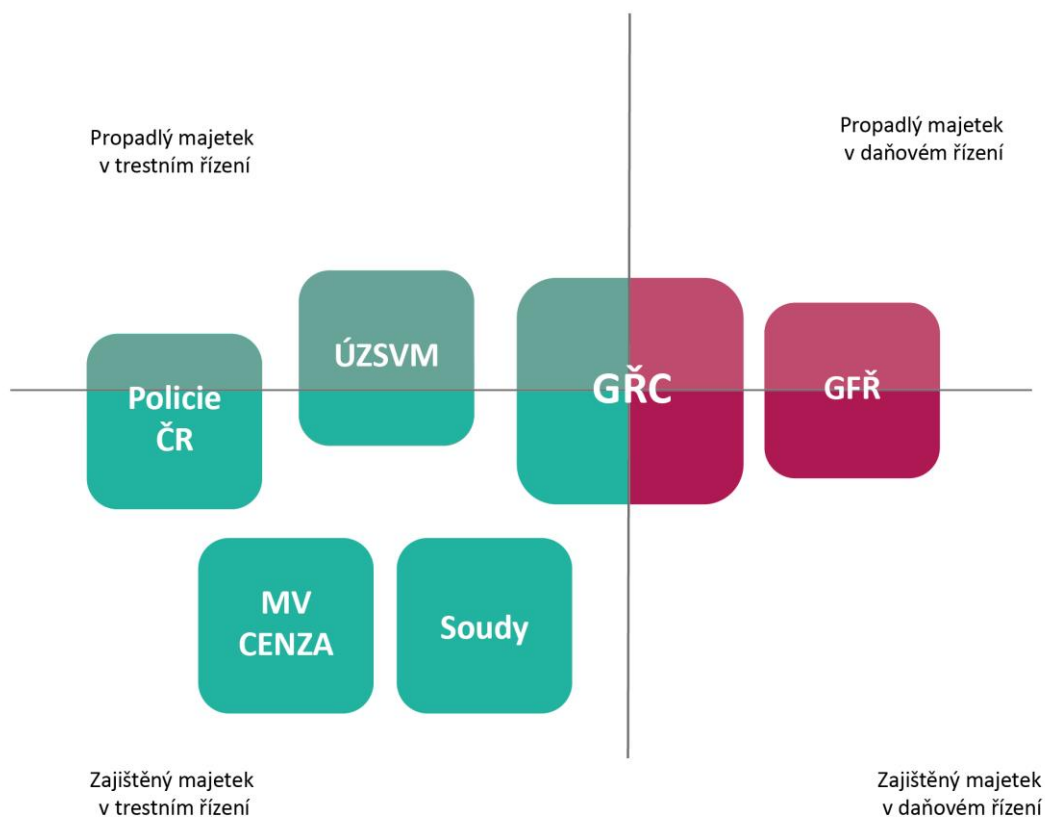 Propadlý majetek
v trestním řízení
Propadlý majetek
v daňovém řízení
Policie
ČR
ÚZSVM
GŘC
GFŘ
MV
CENZA
Soudy
Zajištěný majetek
v trestním řízení
Zajištěný majetek
v daňovém řízení